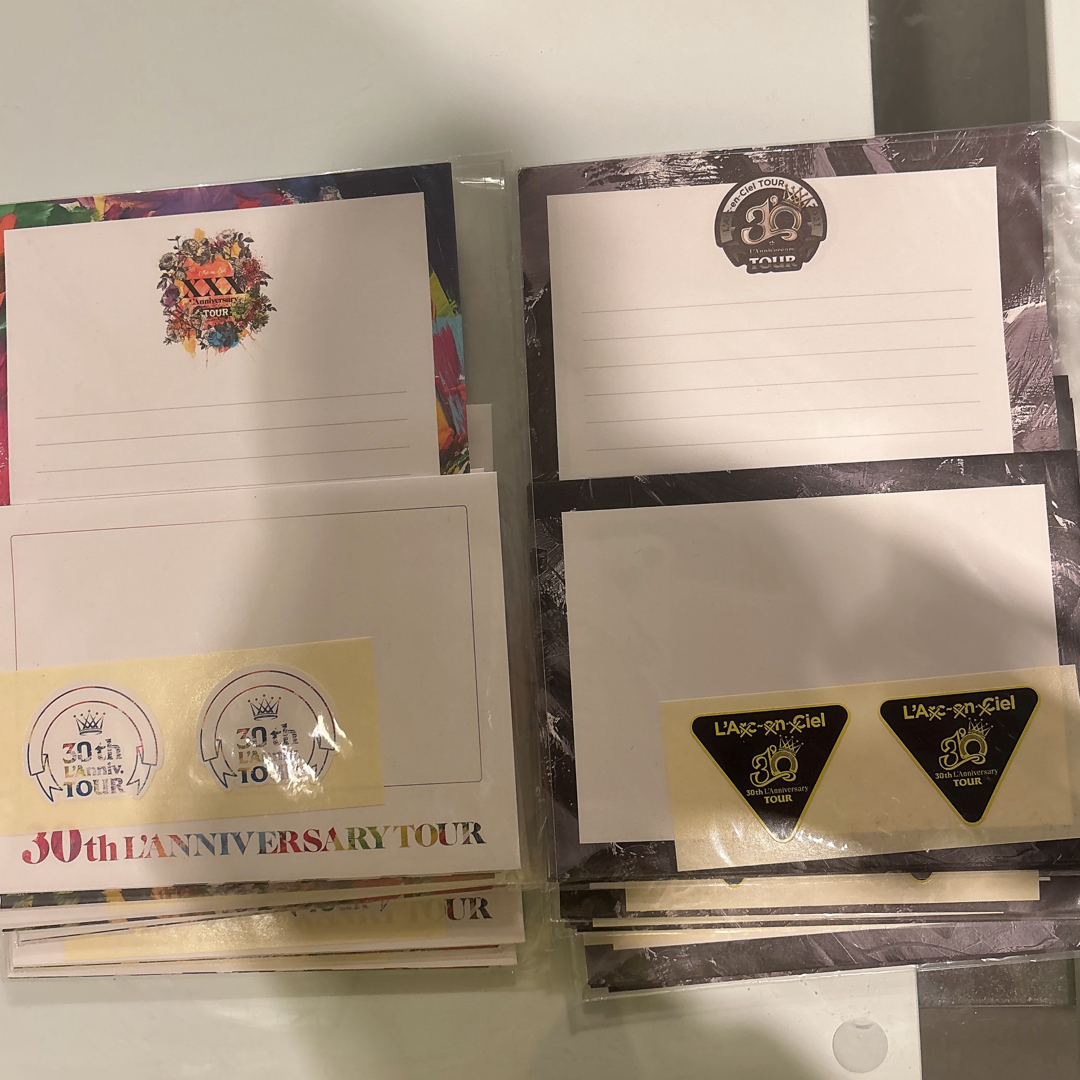 XXX
L'Anniversary
TOUR
30th
L'Anniv.
TOUR
30th
L'Anniv.
TOUR
30th L'ANNIVERSARY TOUR
TOUR
-en-Ciel TOUR
30
L'Anniversary
TOUR
L'Arc-en-Ciel
30
30th L'Anniversary
TOUR
L'Arc-en-Ciel
30
30th L'Anniversary
TOUR